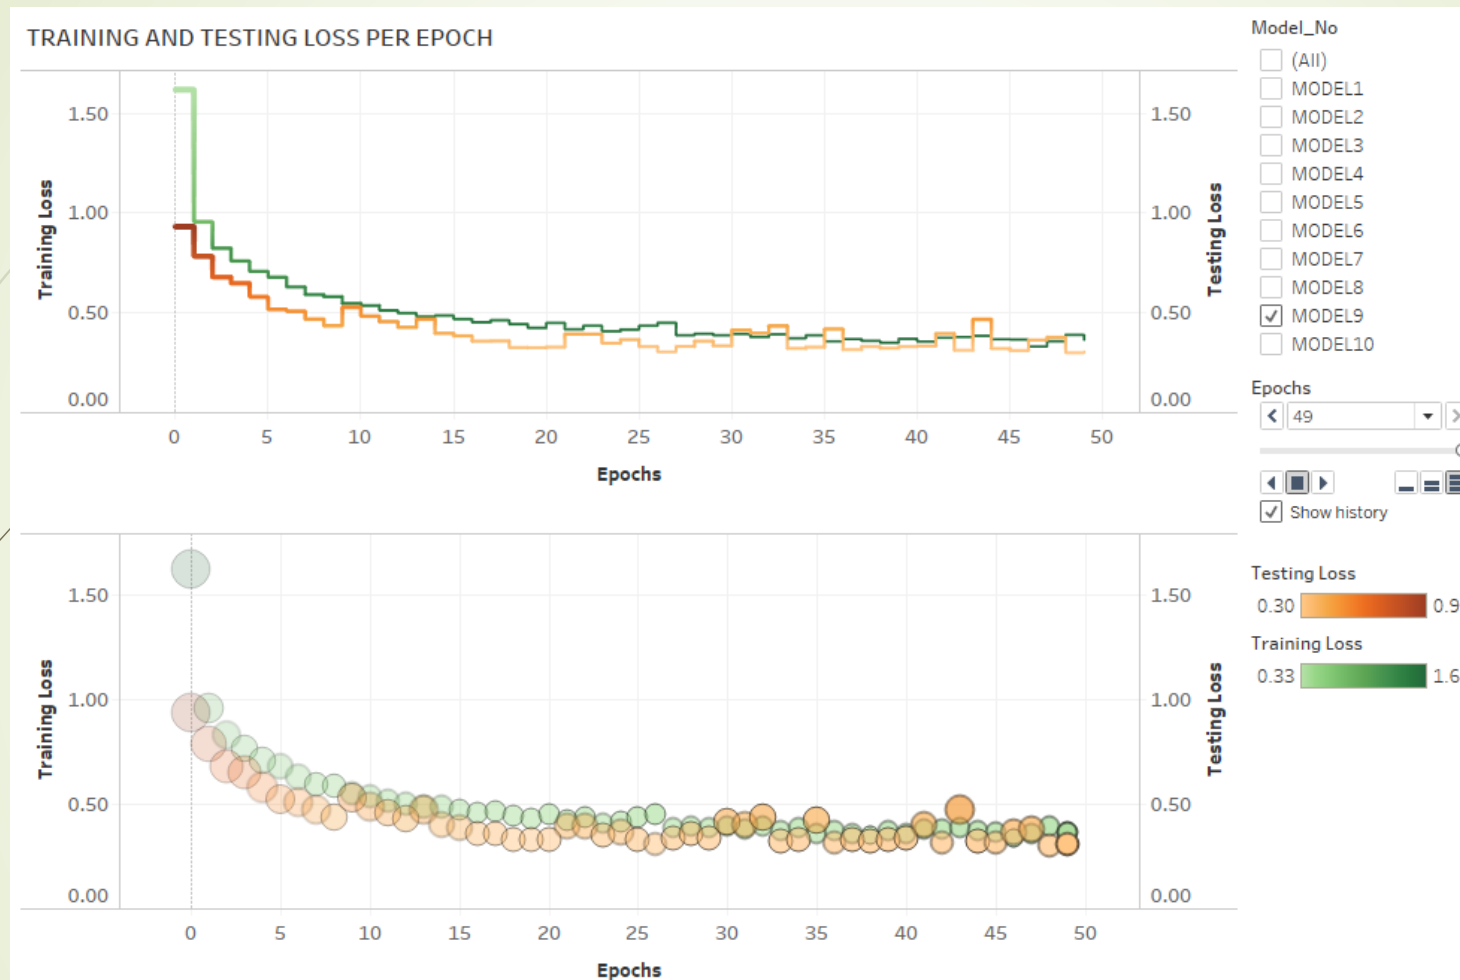 TRAINING AND TESTING LOSS PER EPOCH
1.50
1.00
0.50
0.00
Training Loss
1.50
1.00
0.50
0.00
Testing Loss
0 5 10 15 20 25 30 35 40 45 50
Epochs
1.50
1.00
0.50
0.00
Training Loss
1.50
1.00
0.50
0.00
Testing Loss
0 5 10 15 20 25 30 35 40 45 50
Epochs
Model_No
(All)
MODEL1
MODEL2
MODEL3
MODEL4
MODEL5
MODEL6
MODEL7
MODEL8
MODEL9
MODEL10
Epochs
49
Show history
Testing Loss
0.30 0.9
Training Loss
0.33 1.6